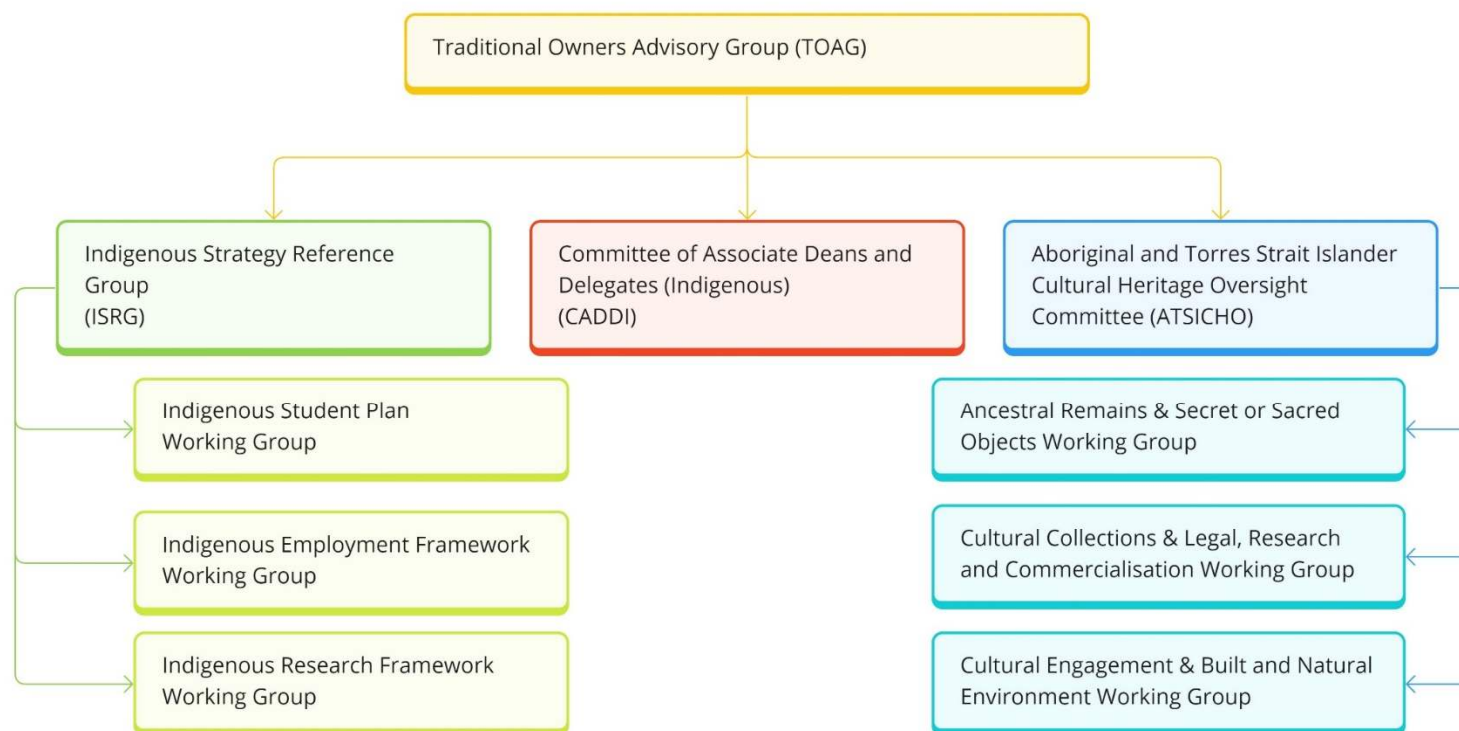 Traditional Owners Advisory Group (TOAG)
Indigenous Strategy Reference
Group
(ISRG)
Committee of Associate Deans and
Delegates (Indigenous)
(CADDI)
Aboriginal and Torres Strait Islander
Cultural Heritage Oversight
Committee (ATSICHO)
Indigenous Student Plan
Working Group
Indigenous Employment Framework
Working Group
Indigenous Research Framework
Working Group
Ancestral Remains & Secret or Sacred
Objects Working Group
Cultural Collections & Legal, Research
and Commercialisation Working Group
Cultural Engagement & Built and Natural
Environment Working Group